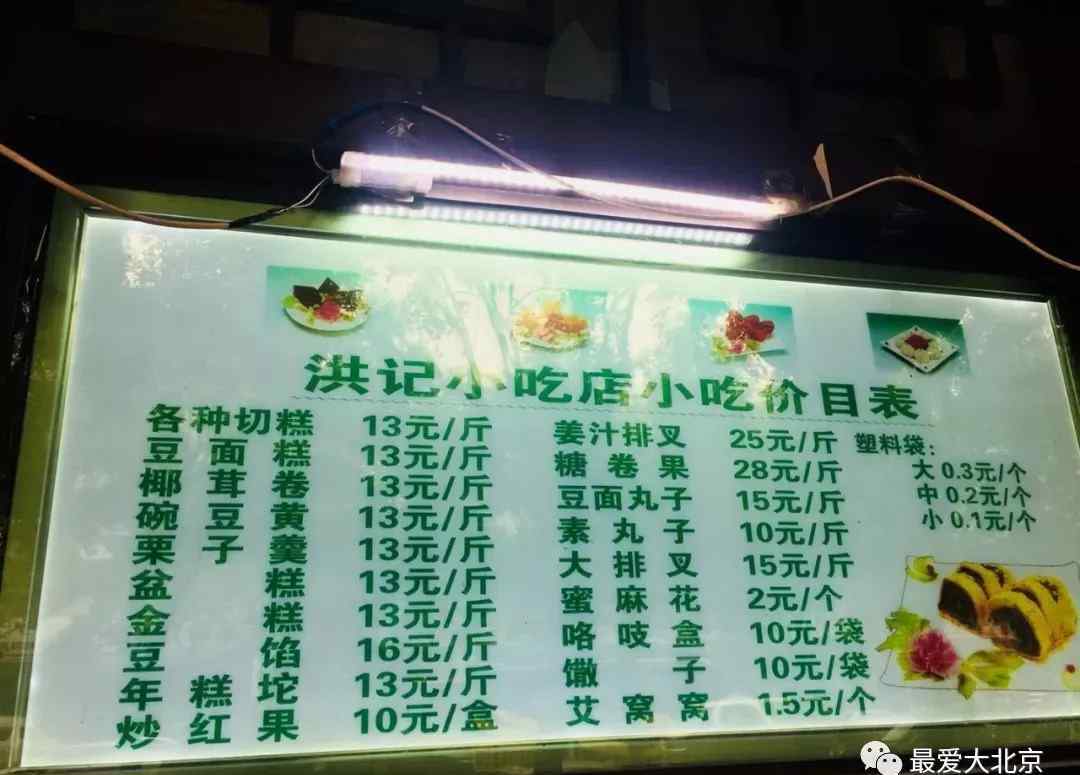 洪记小吃店小吃价目表
各种切糕 13元/斤
豆面糕 13元/斤
椰茸卷 13元/斤
碗豆黄 13元/斤
栗子羹 13元/斤
盆糕 13元/斤
金糕 13元/斤
豆馅 16元/斤
年糕坨 13元/斤
炒红果 10元/盒
姜汁排叉 25元/斤
糖卷果 28元/斤
豆面丸子 15元/斤
素丸子 10元/斤
大排叉 15元/斤
蜜麻花 2元/个
咯吱盒 10元/袋
馓子 10元/袋
艾窝窝 1.5元/个
塑料袋:
大 0.3元/个
中 0.2元/个
小 0.1元/个
最爱大北京